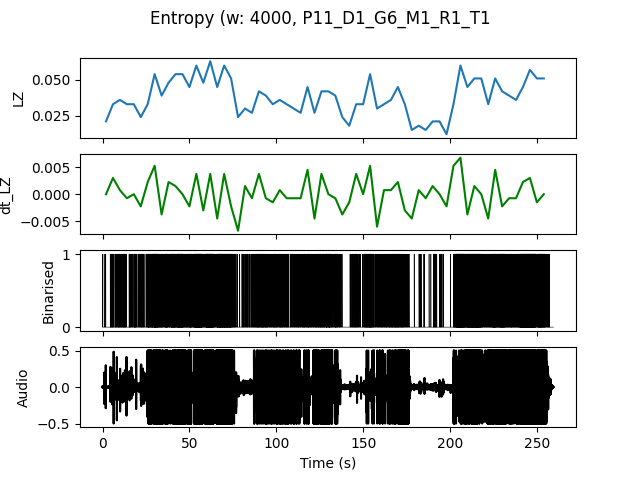 Entropy (w: 4000, P11_D1_G6_M1_R1_T1
0.050
0.025
LZ
0.005
0.000
−0.005
dt_LZ
1
0
Binarised
0.5
0.0
−0.5
Audio
0 50 100 150 200 250
Time (s)